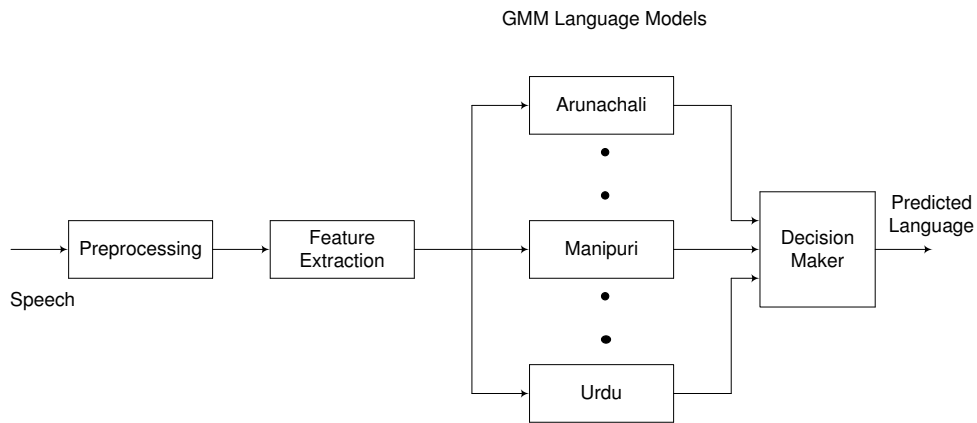 GMM Language Models
Arunachali
Preprocessing
Feature
Extraction
Manipuri
Decision
Maker
Predicted
Language
Speech
Urdu